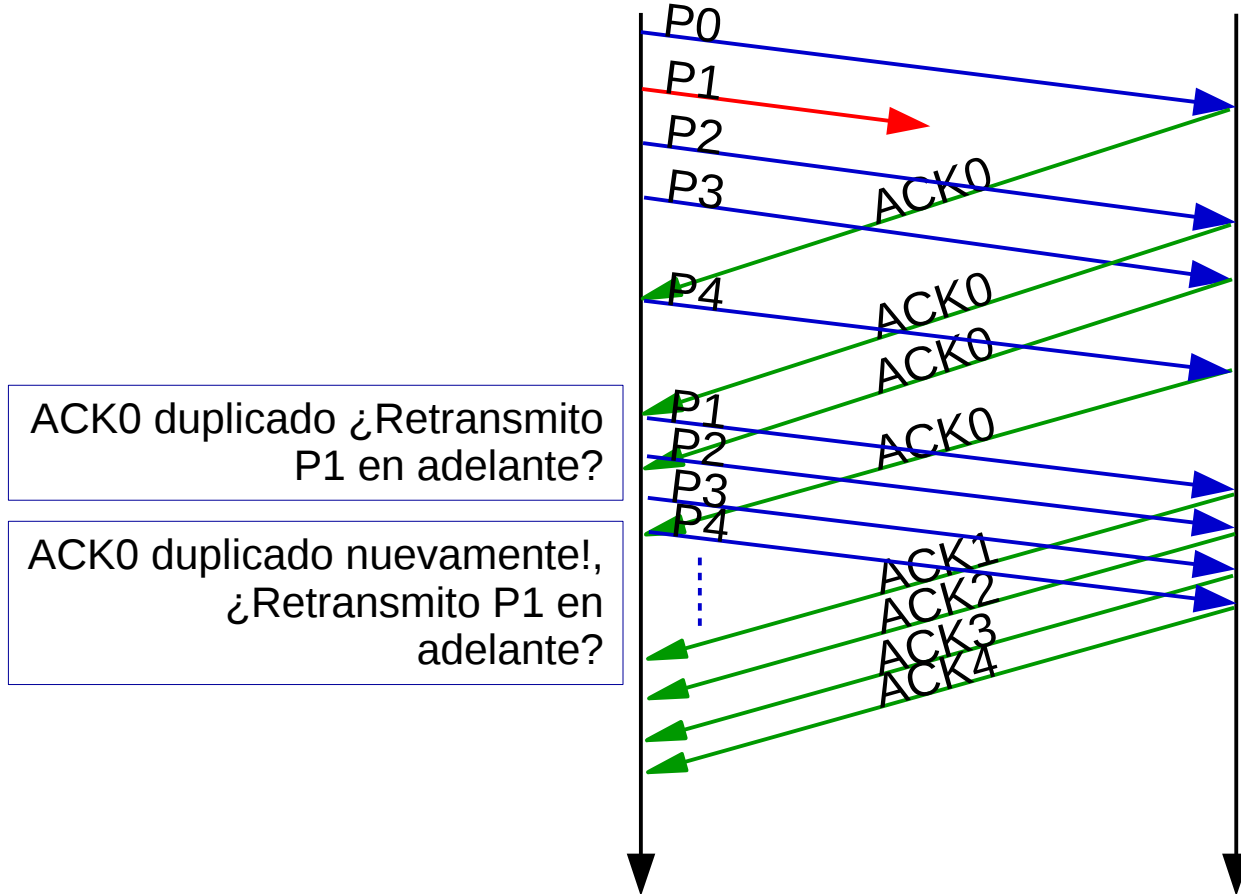 P0
P1
P2
ACK0
P3
P4
ACK0
ACK0
ACK0 duplicado ¿Retransmito
P1 en adelante?
P1
ACK0
P2
P3
P4
ACK0 duplicado nuevamente!,
¿Retransmito P1 en
adelante?
ACK1
ACK2
ACK3
ACK4